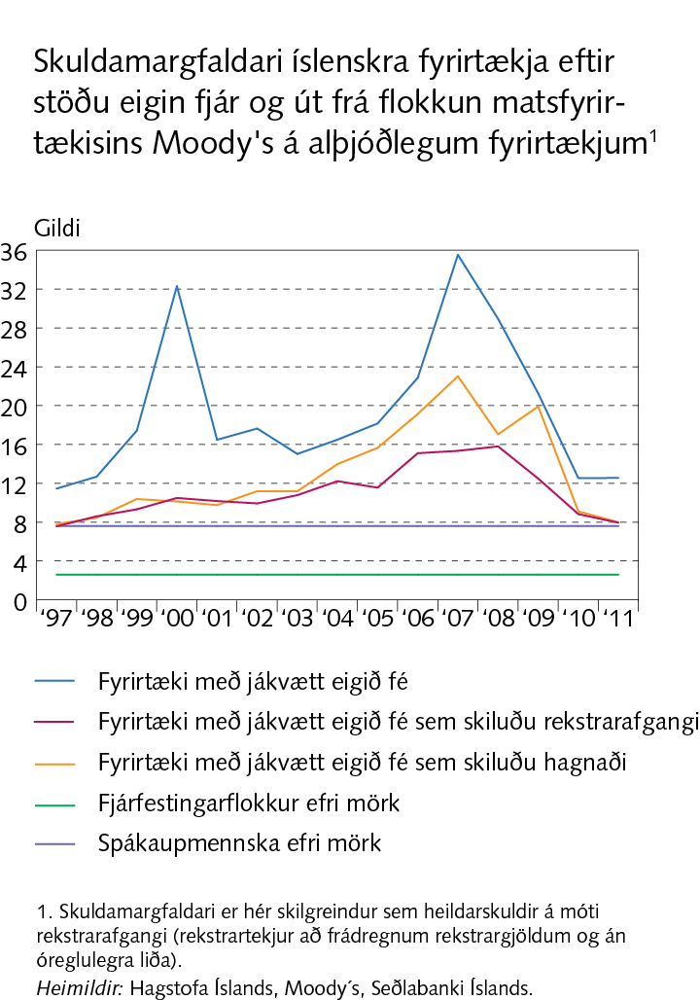 Skuldamargfaldari íslenskra fyrirtækja eftir
stöðu eigin fjár og út frá flokkun matsfyrir-
tækisins Moody's á alþjóðlegum fyrirtækjum1
Gildi
36
32
28
24
20
16
12
8
4
0
‘97 ‘98 ‘99 ‘00 ‘01 ‘02 ‘03 ‘04 ‘05 ‘06 ‘07 ‘08 ‘09 ‘10 ‘11
Fyrirtæki með jákvætt eigið fé
Fyrirtæki með jákvætt eigið fé sem skiluðu rekstrarafgangi
Fyrirtæki með jákvætt eigið fé sem skiluðu hagnaði
Fjárfestingarflokkur efri mörk
Spákaupmennska efri mörk
1. Skuldamargfaldari er hér skilgreindur sem heildarskuldir á móti
rekstrarafgangi (rekstrartekjur að frádregnum rekstrargjöldum og án
óreglulegra liða).
Heimildir: Hagstofa Íslands, Moody´s, Seðlabanki Íslands.